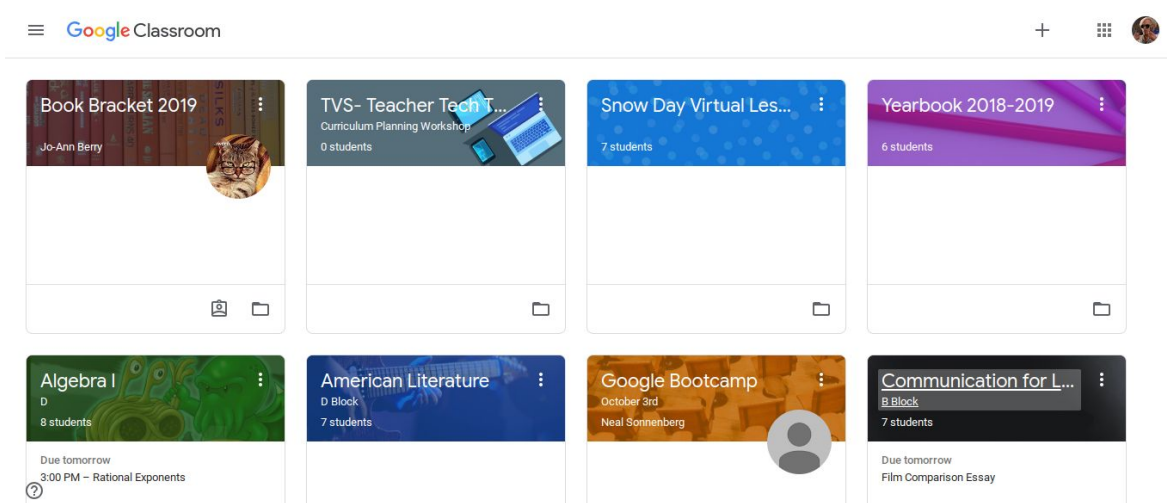 Google Classroom
Book Bracket 2019
Jo-Ann Berry
TVS- Teacher Tech T...
Curriculum Planning Workshop
0 students
Snow Day Virtual Les...
7 students
Yearbook 2018-2019
6 students
Algebra I
D
8 students
Due tomorrow
3:00 PM – Rational Exponents
American Literature
D Block
7 students
Google Bootcamp
October 3rd
Neal Sonnenberg
Communication for L...
B Block
7 students
Due tomorrow
Film Comparison Essay